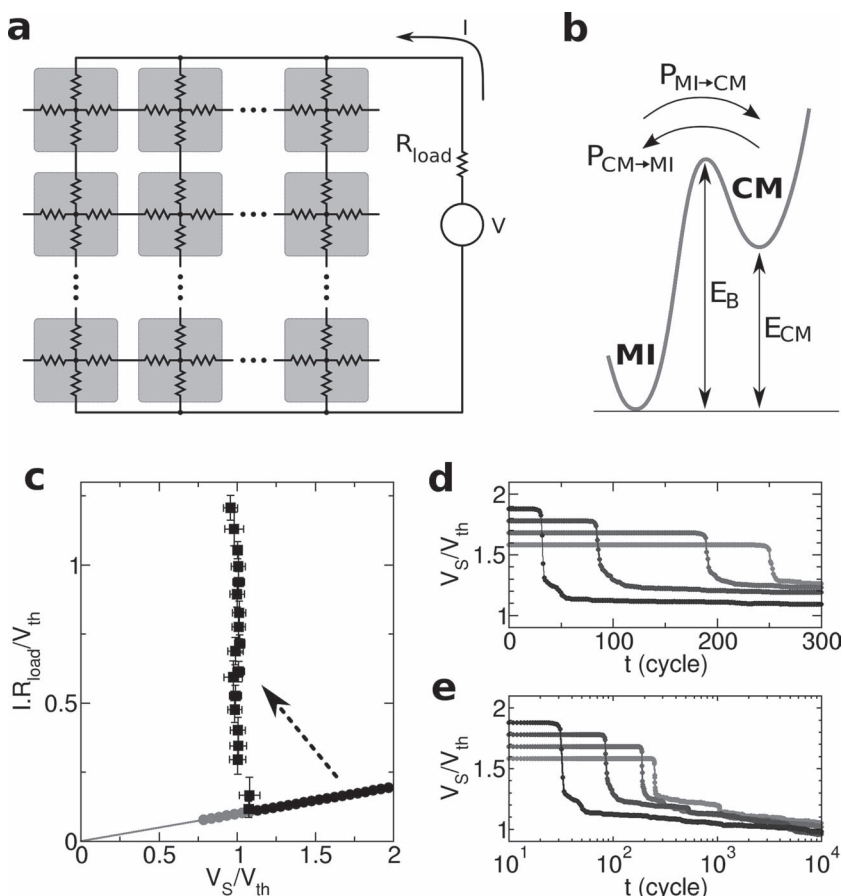 a
I
R_load
V
b
P_MI→CM
P_CM→MI
CM
E_B
E_CM
MI
c
I.R_load/V_th
1
0.5
0
0
0.5
1
1.5
2
V_S/V_th
d
V_S/V_th
2
1.5
1
0
100
200
300
t (cycle)
e
V_S/V_th
2
1.5
1
10^1
10^2
10^3
10^4
t (cycle)